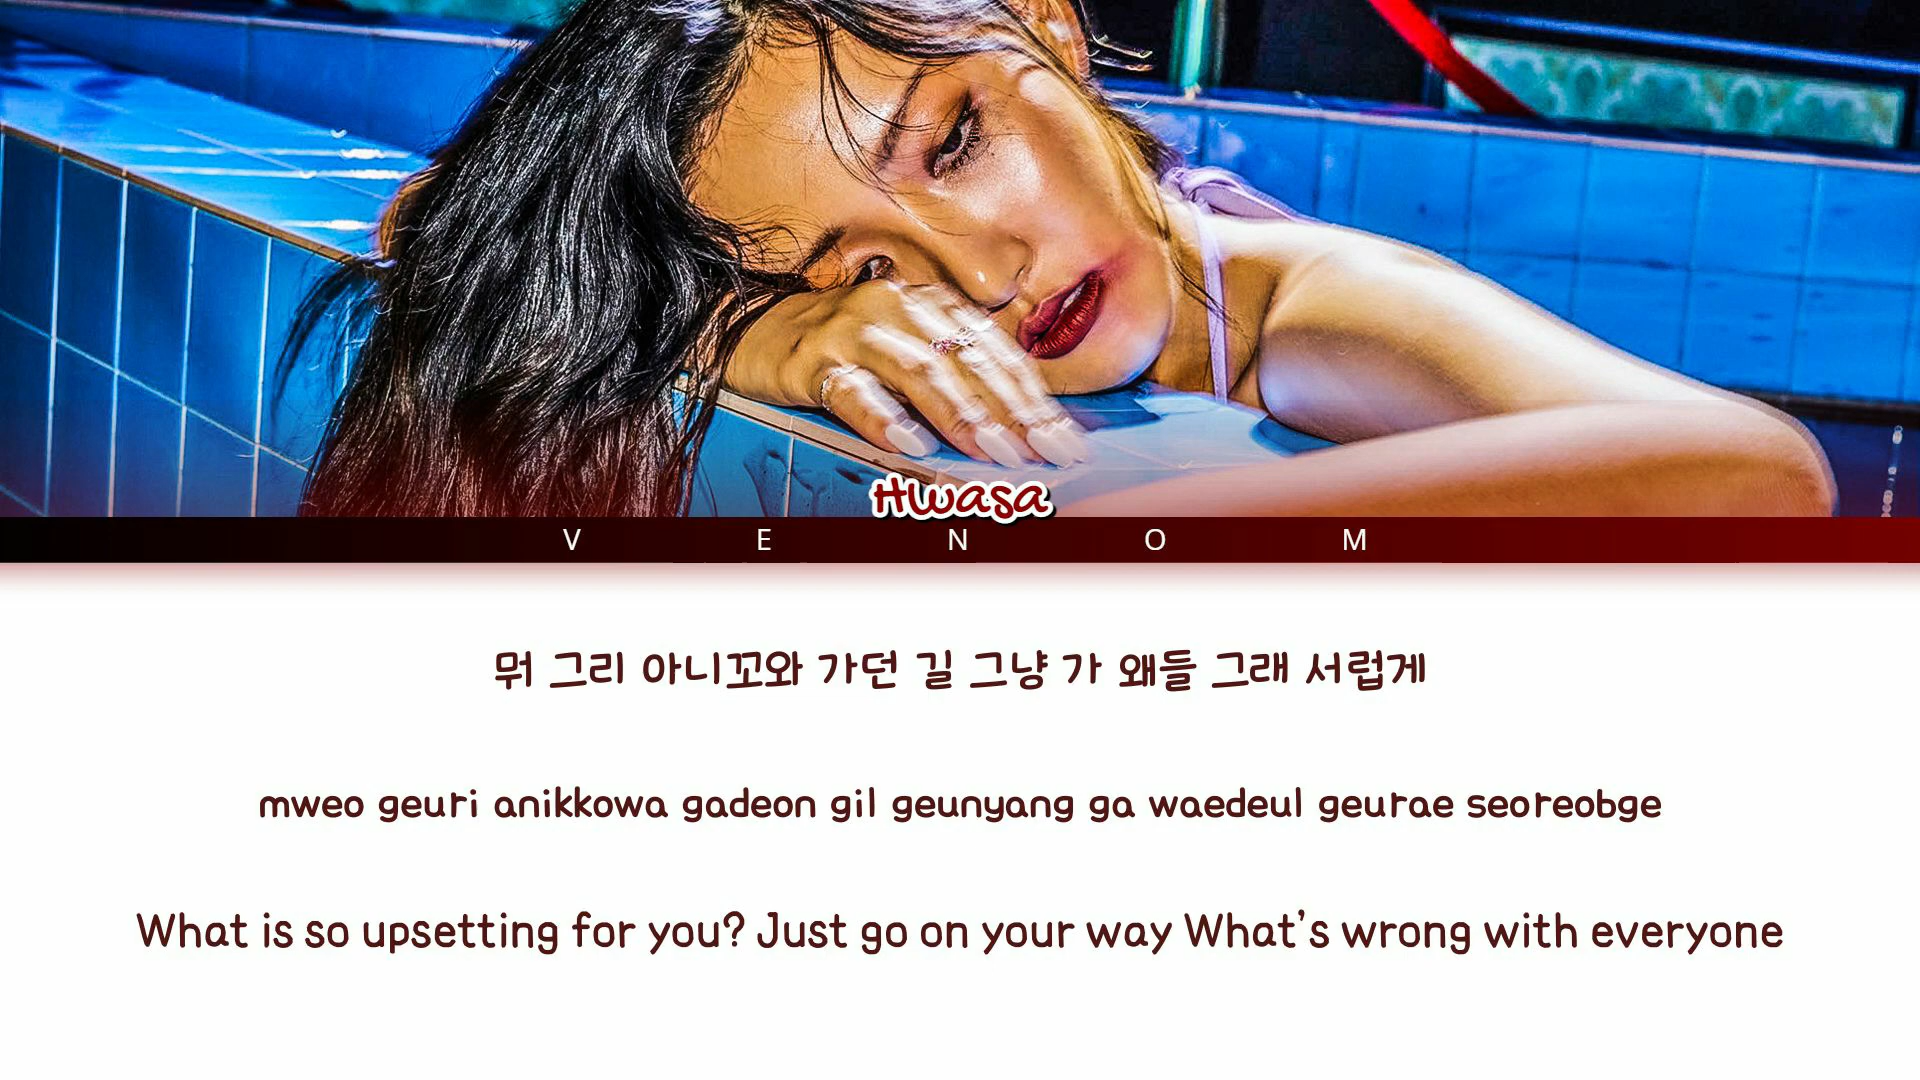 Hwasa
V E N O M
뭐 그리 아니꼬와 가던 길 그냥 가 왜들 그래 서럽게
mweo geuri anikkowa gadeon gil geunyang ga waedeul geurae seoreobge
What is so upsetting for you? Just go on your way What's wrong with everyone